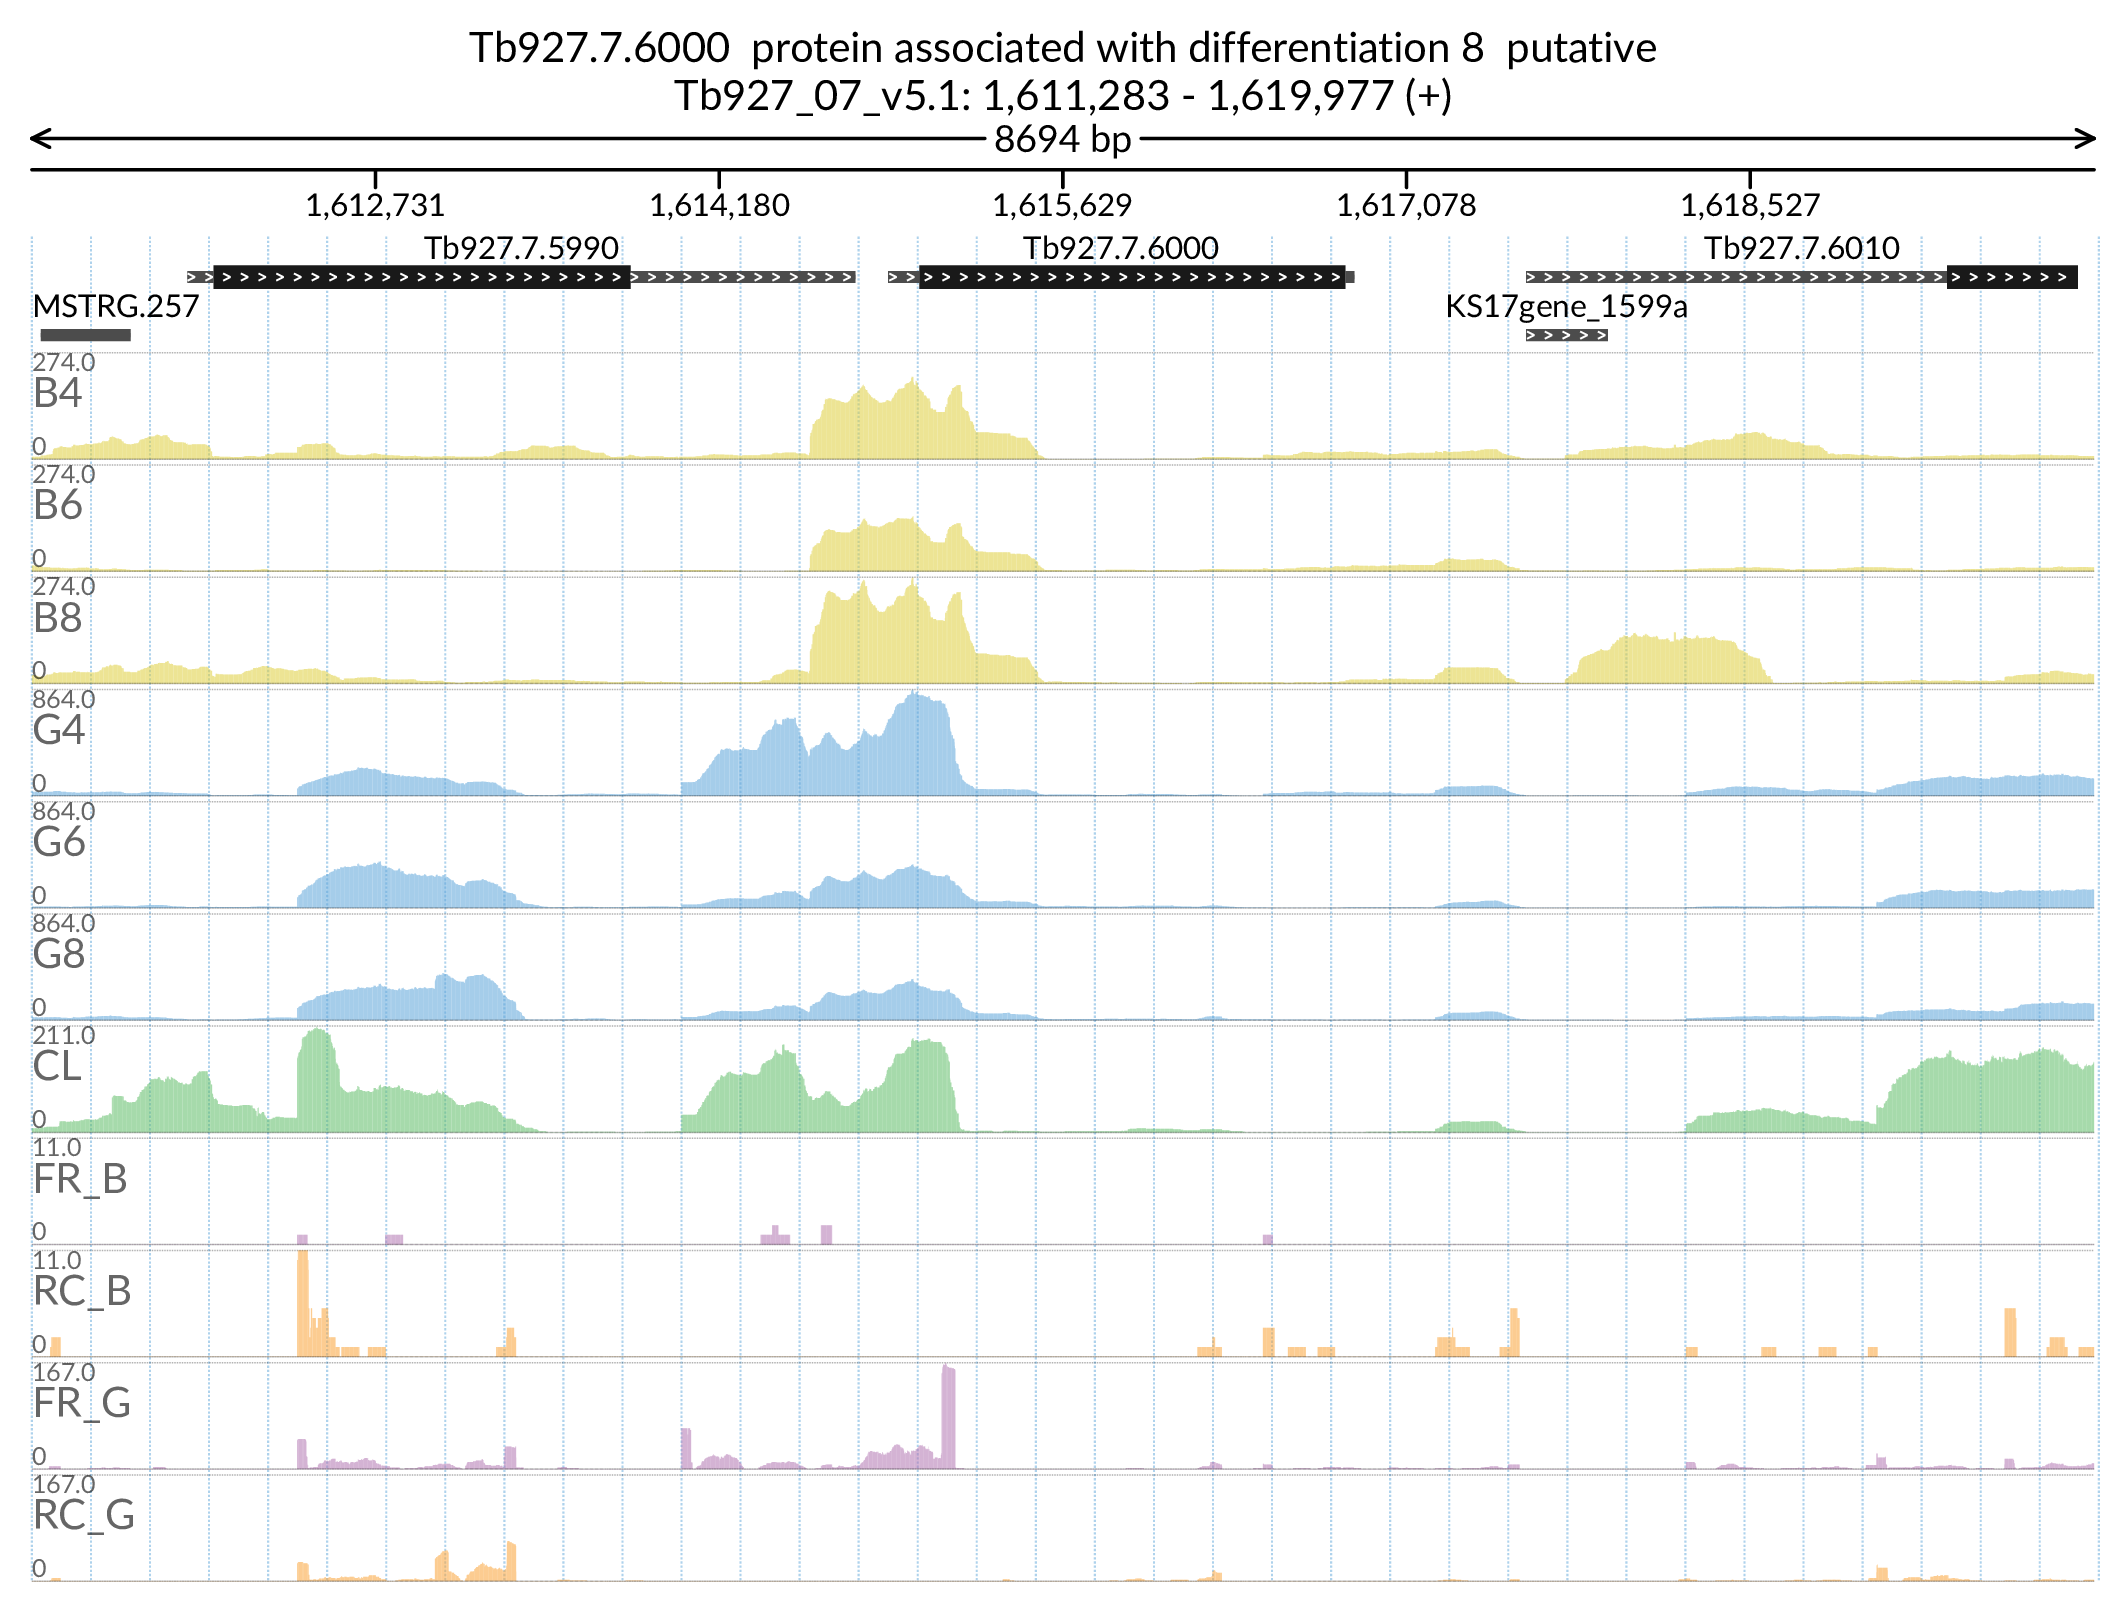 Tb927.7.6000  protein associated with differentiation 8  putative
Tb927_07_v5.1: 1,611,283 - 1,619,977 (+)
8694 bp
1,612,731 1,614,180 1,615,629 1,617,078 1,618,527
Tb927.7.5990 Tb927.7.6000 Tb927.7.6010
MSTRG.257 KS17gene_1599a
274.0
B4
0
274.0
B6
0
274.0
B8
0
864.0
G4
0
864.0
G6
0
864.0
G8
0
211.0
CL
0
11.0
FR_B
0
11.0
RC_B
0
167.0
FR_G
0
167.0
RC_G
0